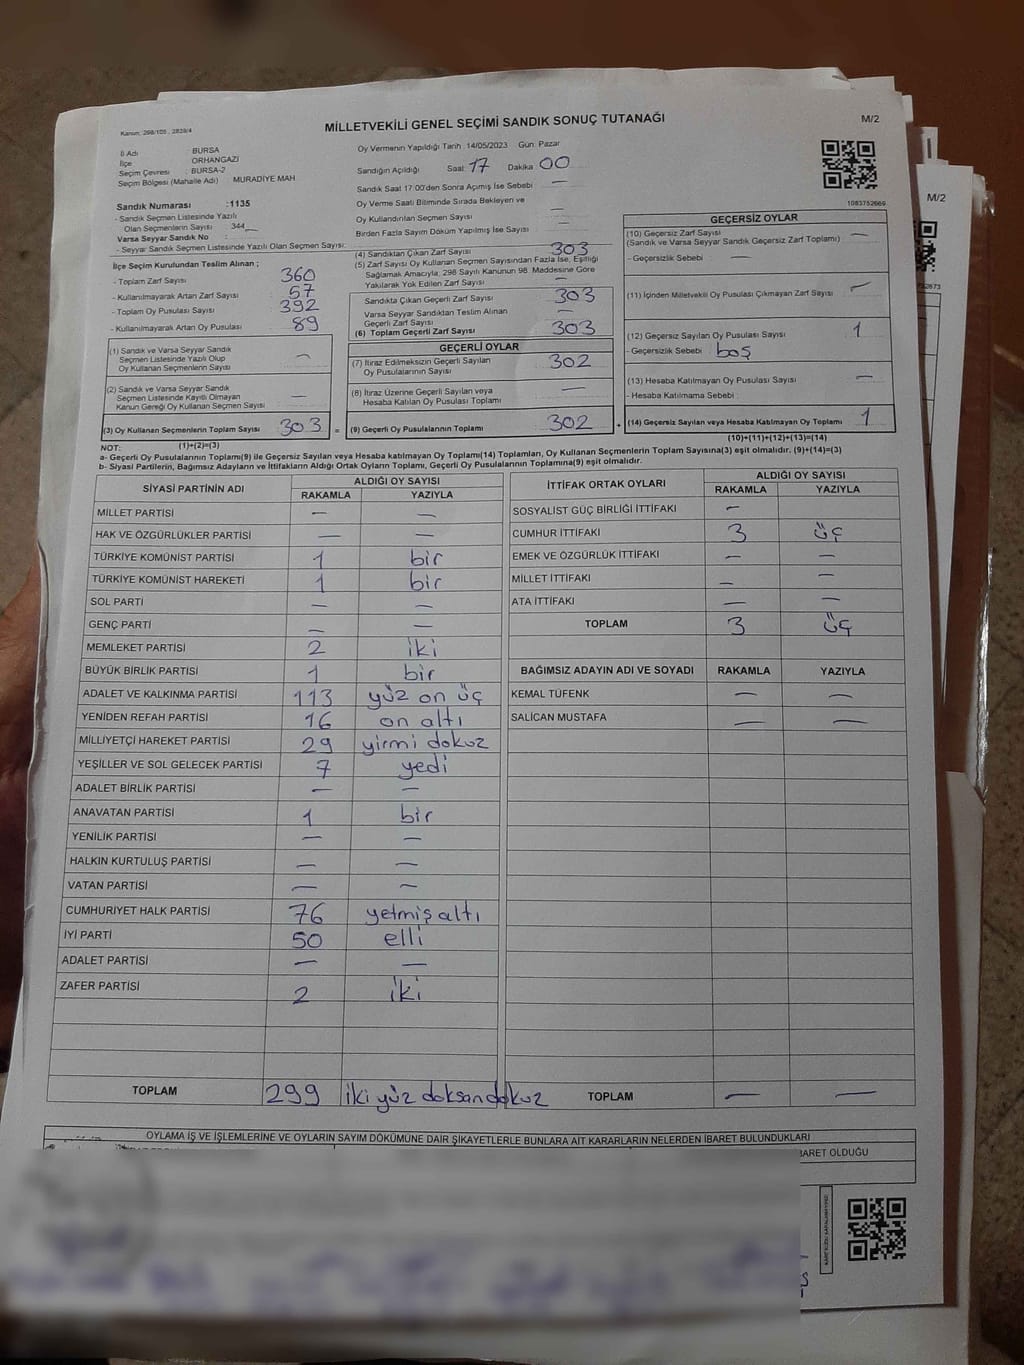 Kanun: 298/105 , 2839/4
MİLLETVEKİLİ GENEL SEÇİMİ SANDIK SONUÇ TUTANAĞI
M/2
İl Adı : BURSA
İlçe : ORHANGAZİ
Seçim Çevresi : BURSA-2
Seçim Bölgesi (Mahalle Adı) MURADİYE MAH
Sandık Numarası :1135
- Sandık Seçmen Listesinde Yazılı
Olan Seçmenlerin Sayısı 344
Varsa Seyyar Sandık No :
- Seyyar Sandık Seçmen Listesinde Yazılı Olan Seçmen Sayısı:
Oy Vermenin Yapıldığı Tarih :14/05/2023 Gün: Pazar
Sandığın Açıldığı Saat 17 Dakika 00
Sandık Saat 17:00'den Sonra Açılmış İse Sebebi —
Oy Verme Saati Bitiminde Sırada Bekleyen ve
Oy Kullandırılan Seçmen Sayısı —
Birden Fazla Sayım Döküm Yapılmış İse Sayısı —
1083752669
İlçe Seçim Kurulundan Teslim Alınan ;
- Toplam Zarf Sayısı 360
- Kullanılmayarak Artan Zarf Sayısı 57
- Toplam Oy Pusulası 392
- Kullanılmayarak Artan Oy Pusulası 89
(1) Sandık ve Varsa Seyyar Sandık
Seçmen Listesinde Yazılı Olup
Oy Kullanan Seçmenlerin Sayısı —
(2) Sandık ve Varsa Seyyar Sandık
Seçmen Listesinde Kayıtlı Olmayan
Kanun Gereği Oy Kullanan Seçmen Sayısı —
(3) Oy Kullanan Seçmenlerin Toplam Sayısı 303 =
(1)+(2)=(3)
(4) Sandıktan Çıkan Zarf Sayısı 303
(5) Zarf Sayısı Oy Kullanan Seçmen Sayısından Fazla İse, Eşitliği
Sağlamak Amacıyla, 298 Sayılı Kanunun 98. Maddesine Göre
Yakılarak Yok Edilen Zarf Sayısı —
Sandıkta Çıkan Geçerli Zarf Sayısı 303
Varsa Seyyar Sandıktan Teslim Alınan
Geçerli Zarf Sayısı —
(6) Toplam Geçerli Zarf Sayısı 303
GEÇERLİ OYLAR
(7) İtiraz Edilmeksizin Geçerli Sayılan
Oy Pusulalarının Sayısı 302
(8) İtiraz Üzerine Geçerli Sayılan veya
Hesaba Katılan Oy Pusulası Toplamı —
(9) Geçerli Oy Pusulalarının Toplamı 302 +
GEÇERSİZ OYLAR
(10) Geçersiz Zarf Sayısı —
(Sandık ve Varsa Seyyar Sandık Geçersiz Zarf Toplamı)
- Geçersizlik Sebebi : —
(11) İçinden Milletvekili Oy Pusulası Çıkmayan Zarf Sayısı —
(12) Geçersiz Sayılan Oy Pusulası Sayısı 1
- Geçersizlik Sebebi : boş
(13) Hesaba Katılmayan Oy Pusulası Sayısı —
- Hesaba Katılmama Sebebi :
(14) Geçersiz Sayılan veya Hesaba Katılmayan Oy Toplamı 1
(10)+(11)+(12)+(13)=(14)
NOT:
a- Geçerli Oy Pusulaları Toplamı(9) ile Geçersiz Sayılan veya Hesaba katılmayan Oy Toplamı(14) Toplamları, Oy Kullanan Seçmenlerin Toplam Sayısına(3) eşit olmalıdır. (9)+(14)=(3)
b- Siyasi Partilerin, Bağımsız Adayların ve İttifakların Aldığı Ortak Oyların Toplamı, Geçerli Oy Pusulalarının Toplamına(9) eşit olmalıdır.
SİYASİ PARTİNİN ADI ALDIĞI OY SAYISI
RAKAMLA YAZIYLA
MİLLET PARTİSİ — —
HAK VE ÖZGÜRLÜKLER PARTİSİ — —
TÜRKİYE KOMÜNİST PARTİSİ 1 bir
TÜRKİYE KOMÜNİST HAREKETİ 1 bir
SOL PARTİ — —
GENÇ PARTİ — —
MEMLEKET PARTİSİ 2 iki
BÜYÜK BİRLİK PARTİSİ 1 bir
ADALET VE KALKINMA PARTİSİ 113 yüz on üç
YENİDEN REFAH PARTİSİ 16 on altı
MİLLİYETÇİ HAREKET PARTİSİ 29 yirmi dokuz
YEŞİLLER VE SOL GELECEK PARTİSİ 7 yedi
ADALET BİRLİK PARTİSİ — —
ANAVATAN PARTİSİ 1 bir
YENİLİK PARTİSİ — —
HALKIN KURTULUŞ PARTİSİ — —
VATAN PARTİSİ — —
CUMHURİYET HALK PARTİSİ 76 yetmiş altı
İYİ PARTİ 50 elli
ADALET PARTİSİ — —
ZAFER PARTİSİ 2 iki
TOPLAM 299 iki yüz doksan dokuz
İTTİFAK ORTAK OYLARI ALDIĞI OY SAYISI
RAKAMLA YAZIYLA
SOSYALİST GÜÇ BİRLİĞİ İTTİFAKI —
CUMHUR İTTİFAKI 3 üç
EMEK VE ÖZGÜRLÜK İTTİFAKI — —
MİLLET İTTİFAKI — —
ATA İTTİFAKI — —
TOPLAM 3 üç
BAĞIMSIZ ADAYIN ADI VE SOYADI RAKAMLA YAZIYLA
KEMAL TÜFENK — —
SALİCAN MUSTAFA — —
TOPLAM — —
OYLAMA İŞ VE İŞLEMLERİNE VE OYLARIN SAYIM DÖKÜMÜNE DAİR ŞİKAYETLERLE BUNLARA AİT KARARLARIN NELERDEN İBARET BULUNDUKLARI
BARET OLDUĞU
M/2